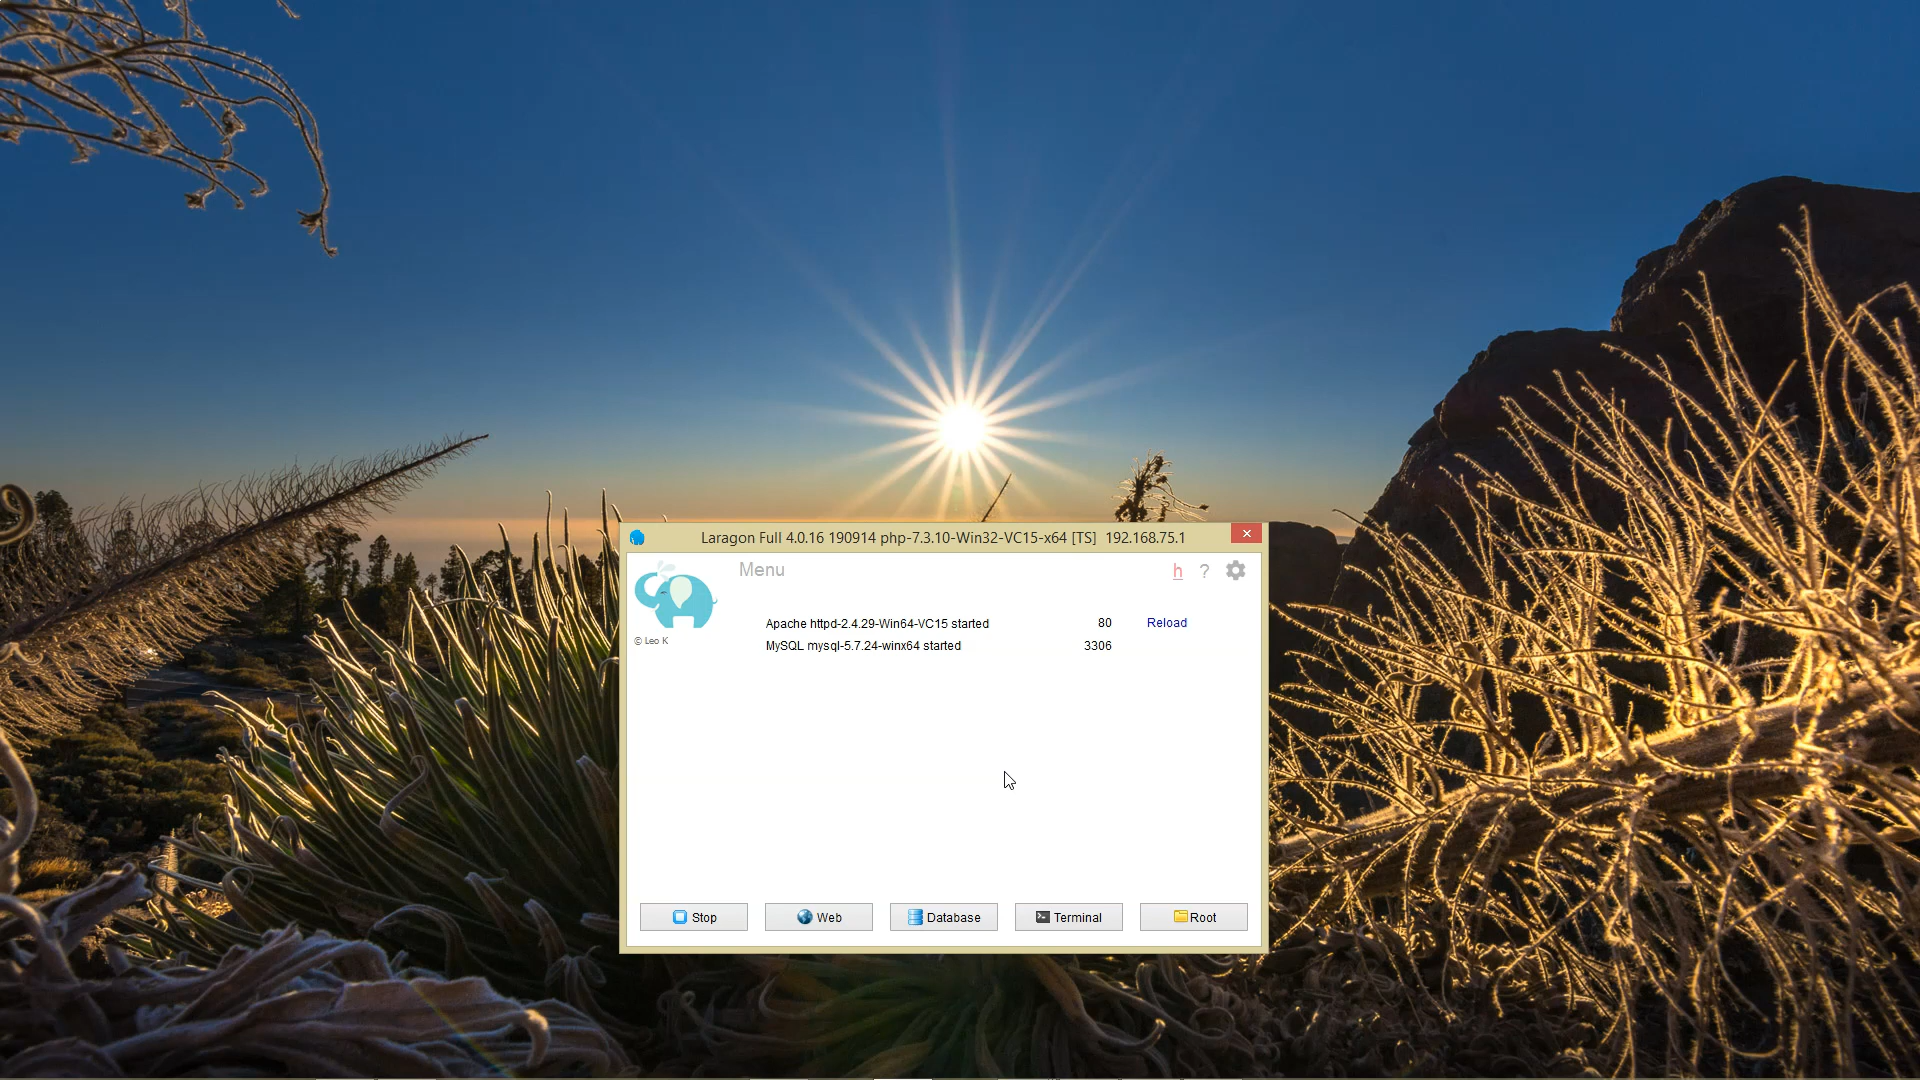 Laragon Full 4.0.16 190914 php-7.3.10-Win32-VC15-x64 [TS] 192.168.75.1
Menu
h ?
© Leo K
Apache httpd-2.4.29-Win64-VC15 started 80 Reload
MySQL mysql-5.7.24-winx64 started 3306
Stop Web Database Terminal Root